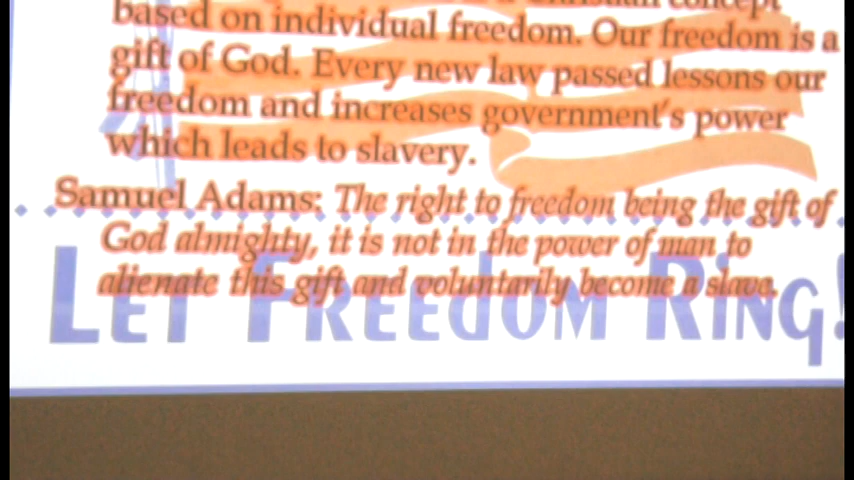 based on individual freedom. Our freedom is a
gift of God. Every new law passed lessons our
freedom and increases government's power
which leads to slavery.
Samuel Adams: The right to freedom being the gift of
God almighty, it is not in the power of man to
alienate this gift and voluntarily become a slave.
LET FREEDOM RING!